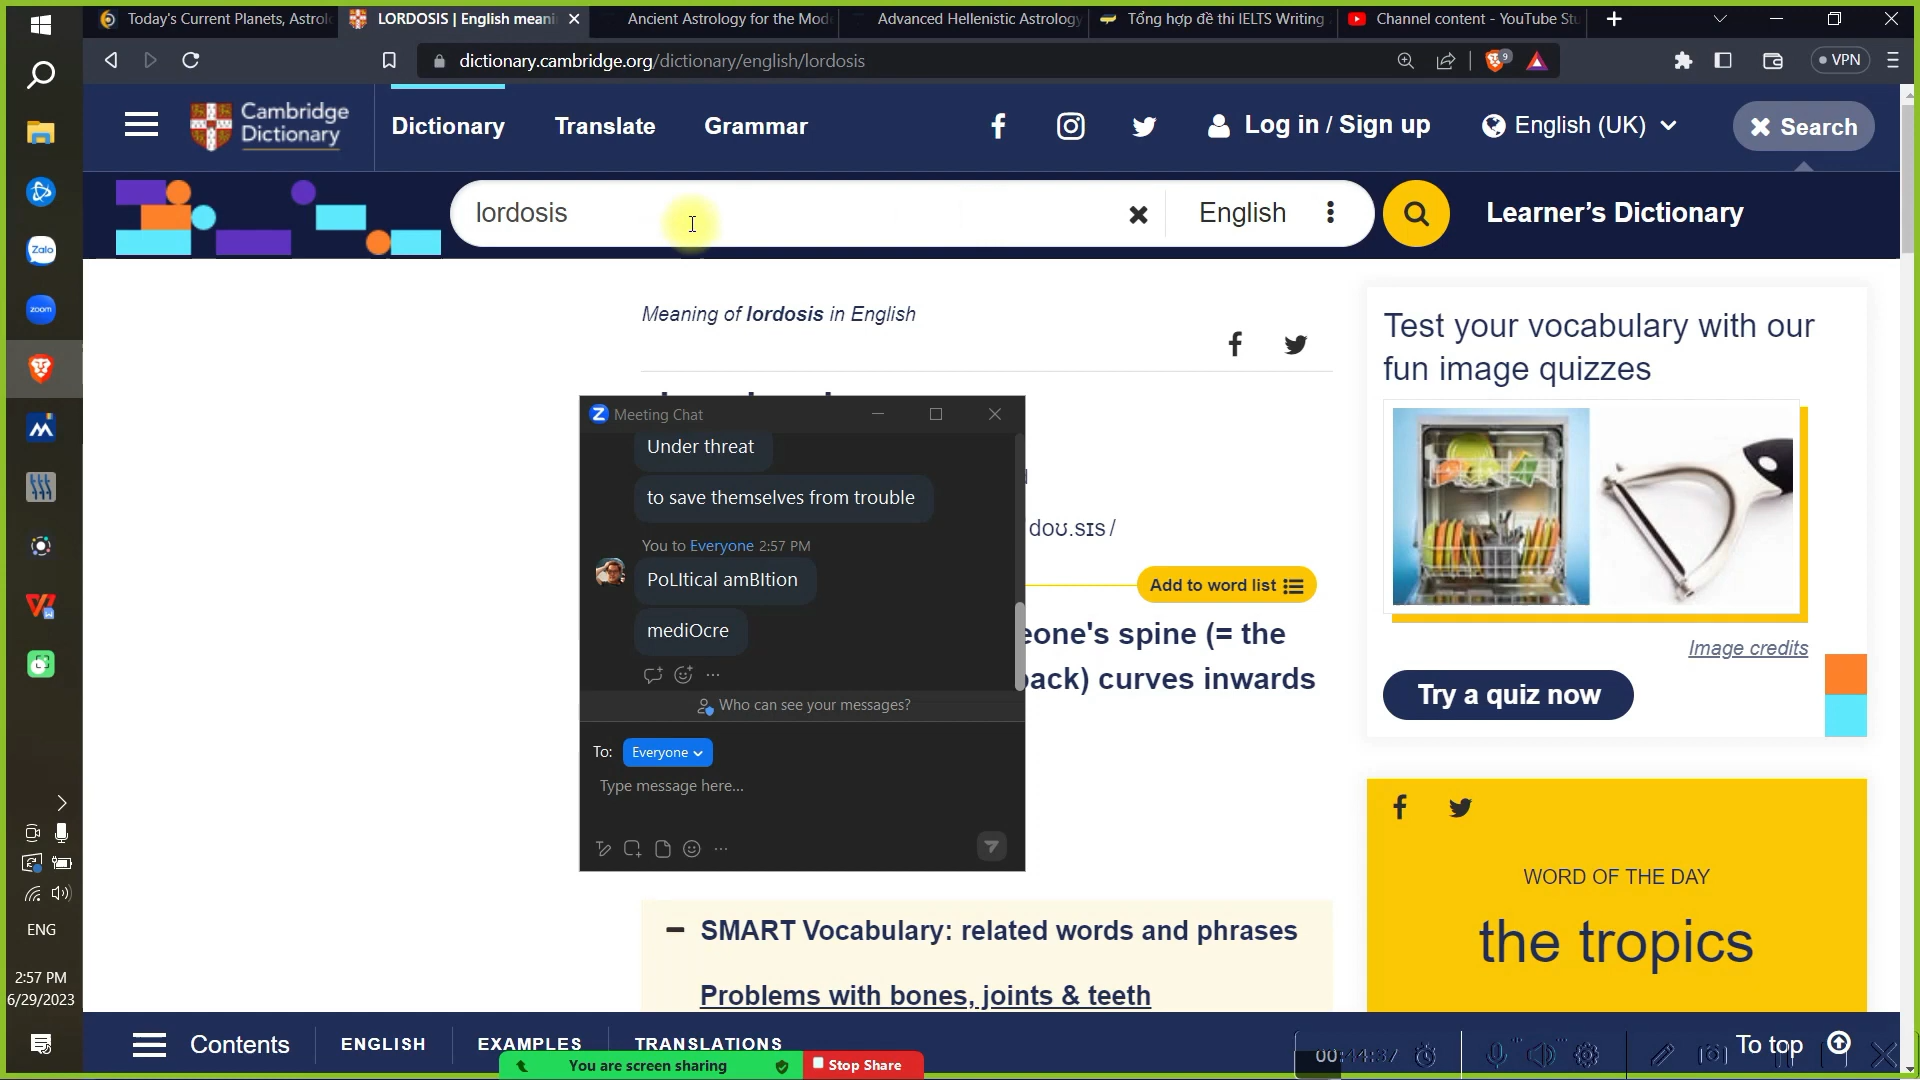 Today's Current Planets, Astrol
LORDOSIS | English meani
Ancient Astrology for the Mod
Advanced Hellenistic Astrology
Tổng hợp đề thi IELTS Writing
Channel content - YouTube Stu
dictionary.cambridge.org/dictionary/english/lordosis
9
VPN
Cambridge
Dictionary
Dictionary
Translate
Grammar
Log in / Sign up
English (UK)
Search
lordosis
English
Learner's Dictionary
Meaning of lordosis in English
Test your vocabulary with our
fun image quizzes
Image credits
Try a quiz now
Meeting Chat
Under threat
to save themselves from trouble
You to Everyone 2:57 PM
PoLItical amBItion
mediOcre
Who can see your messages?
To: Everyone
Type message here...
doʊ.sɪs /
Add to word list
eone's spine (= the
back) curves inwards
SMART Vocabulary: related words and phrases
Problems with bones, joints & teeth
WORD OF THE DAY
the tropics
Contents
ENGLISH
EXAMPLES
TRANSLATIONS
To top
You are screen sharing
Stop Share
00:44:37
Zalo
zoom
ENG
2:57 PM
6/29/2023